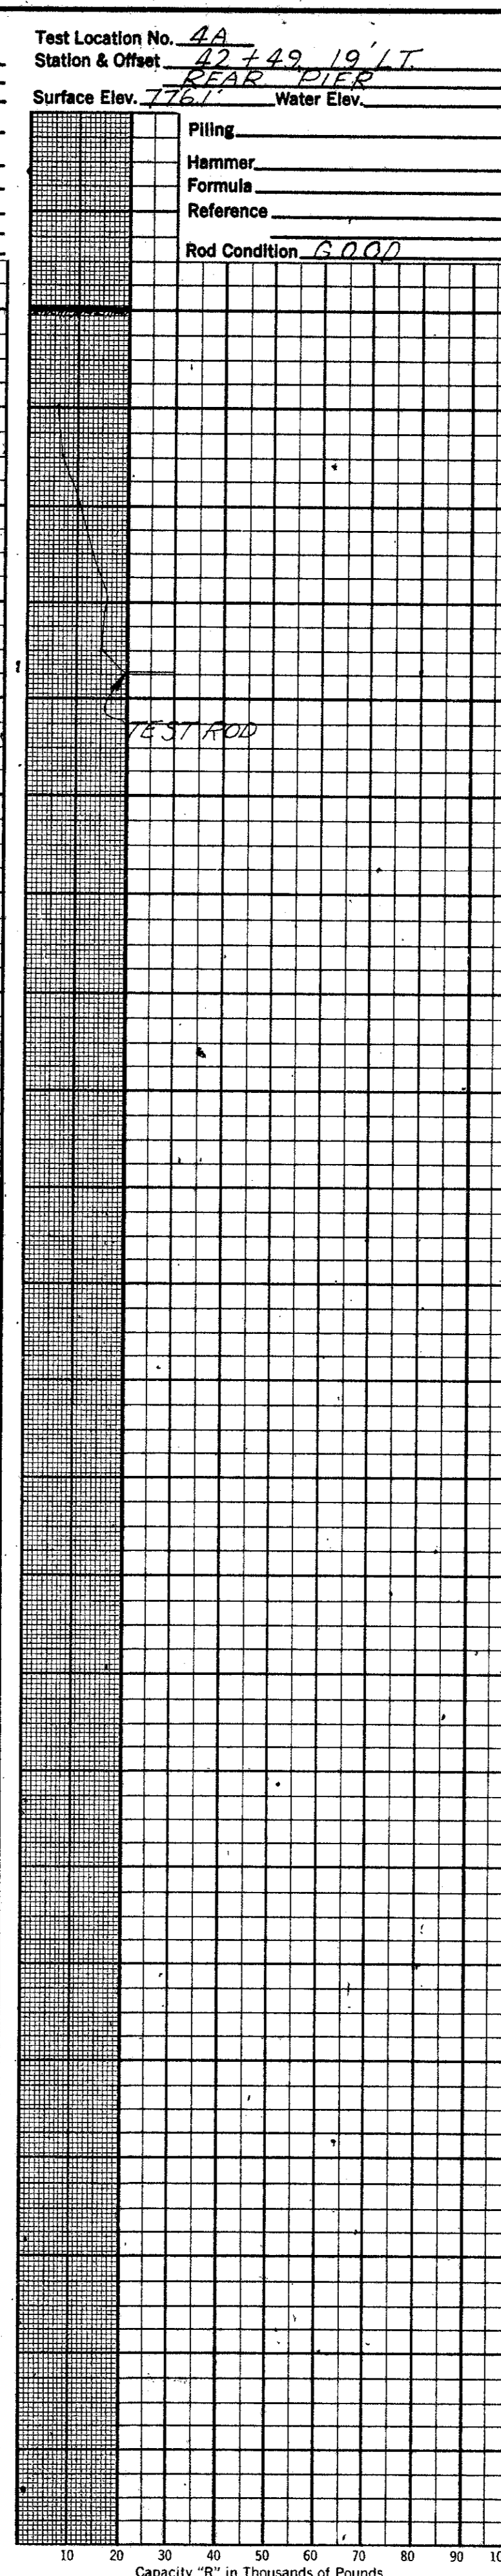 Test Location No. 4A
Station & Offset 42 + 49 19' LT.
REAR PIER
Surface Elev. 776.1' Water Elev.
Piling
Hammer
Formula
Reference
Rod Condition GOOD
TEST ROD
10 20 30 40 50 60 70 80 90
Capacity "R" in Thousands of Pounds